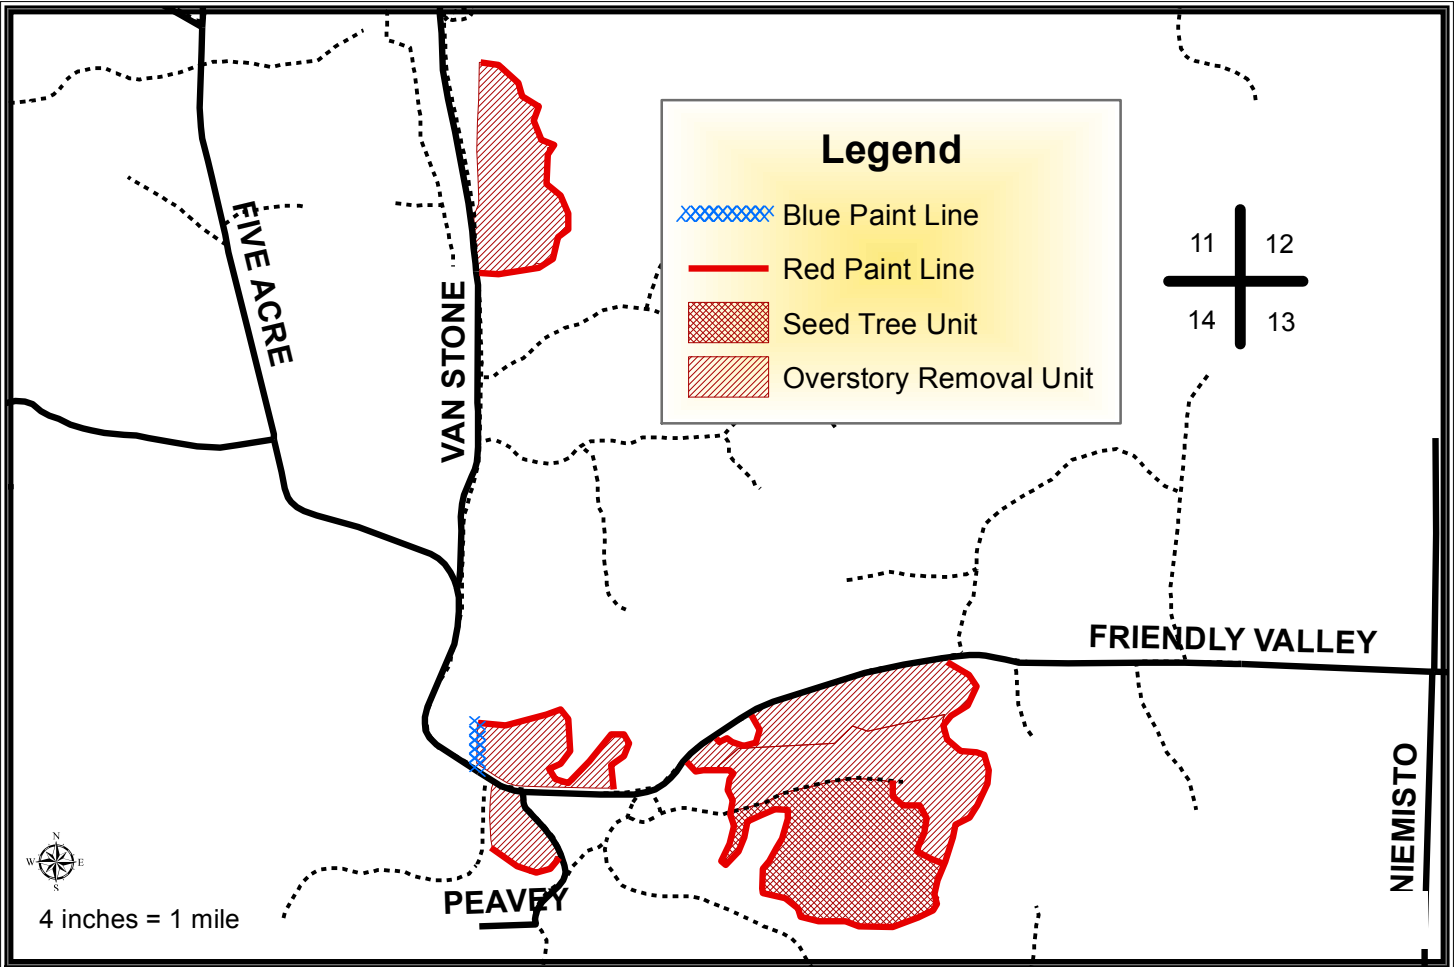 Legend
Blue Paint Line
Red Paint Line
Seed Tree Unit
Overstory Removal Unit
11 12
14 13
FIVE ACRE
VAN STONE
FRIENDLY VALLEY
NIEMISTO
PEAVEY
N
W E
S
4 inches = 1 mile